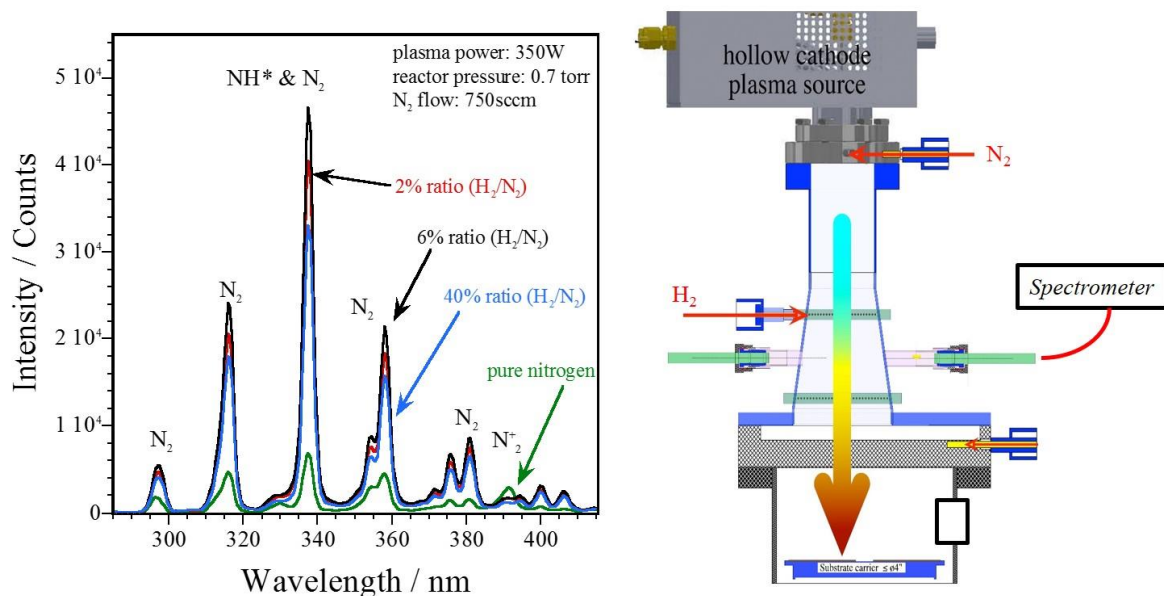 plasma power: 350W
reactor pressure: 0.7 torr
N₂ flow: 750sccm
NH* & N₂
2% ratio (H₂/N₂)
6% ratio (H₂/N₂)
40% ratio (H₂/N₂)
pure nitrogen
N₂
N₂
N₂
N₂
N⁺₂
5 10⁴
4 10⁴
3 10⁴
2 10⁴
1 10⁴
0
Intensity / Counts
300
320
340
360
380
400
Wavelength / nm
hollow cathode
plasma source
N₂
H₂
Spectrometer
Substrate carrier ≤ ø4"